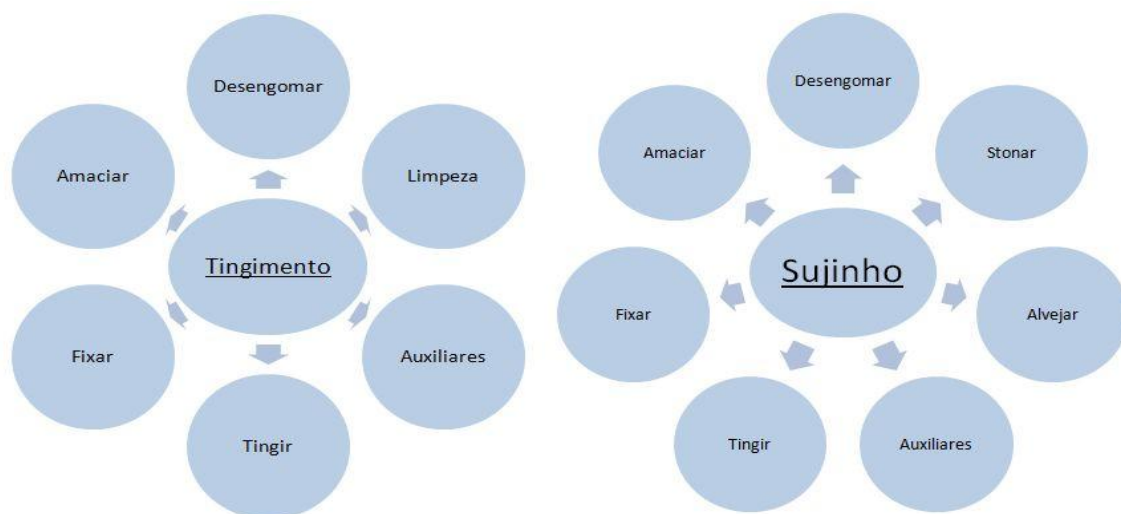 Desengomar
Limpeza
Auxiliares
Tingir
Fixar
Amaciar
Tingimento
Desengomar
Stonar
Alvejar
Auxiliares
Tingir
Fixar
Amaciar
Sujinho